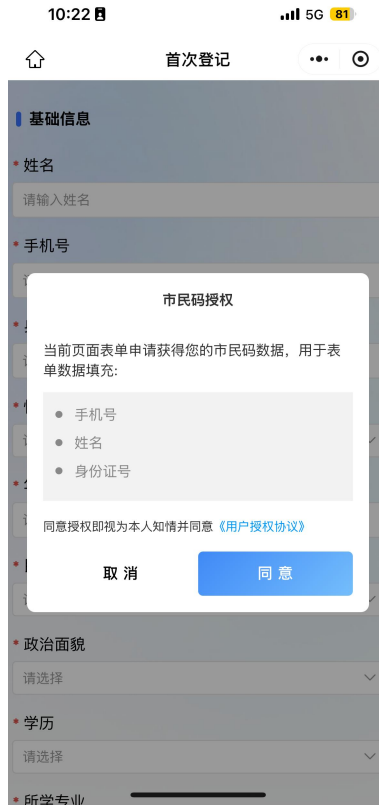 10:22
5G 81
首次登记
基础信息
* 姓名
请输入姓名
* 手机号
市民码授权
当前页面表单申请获得您的市民码数据，用于表
单数据填充:
手机号
姓名
身份证号
同意授权即视为本人知情并同意《用户授权协议》
取消
同意
* 政治面貌
请选择
* 学历
请选择
* 所学专业